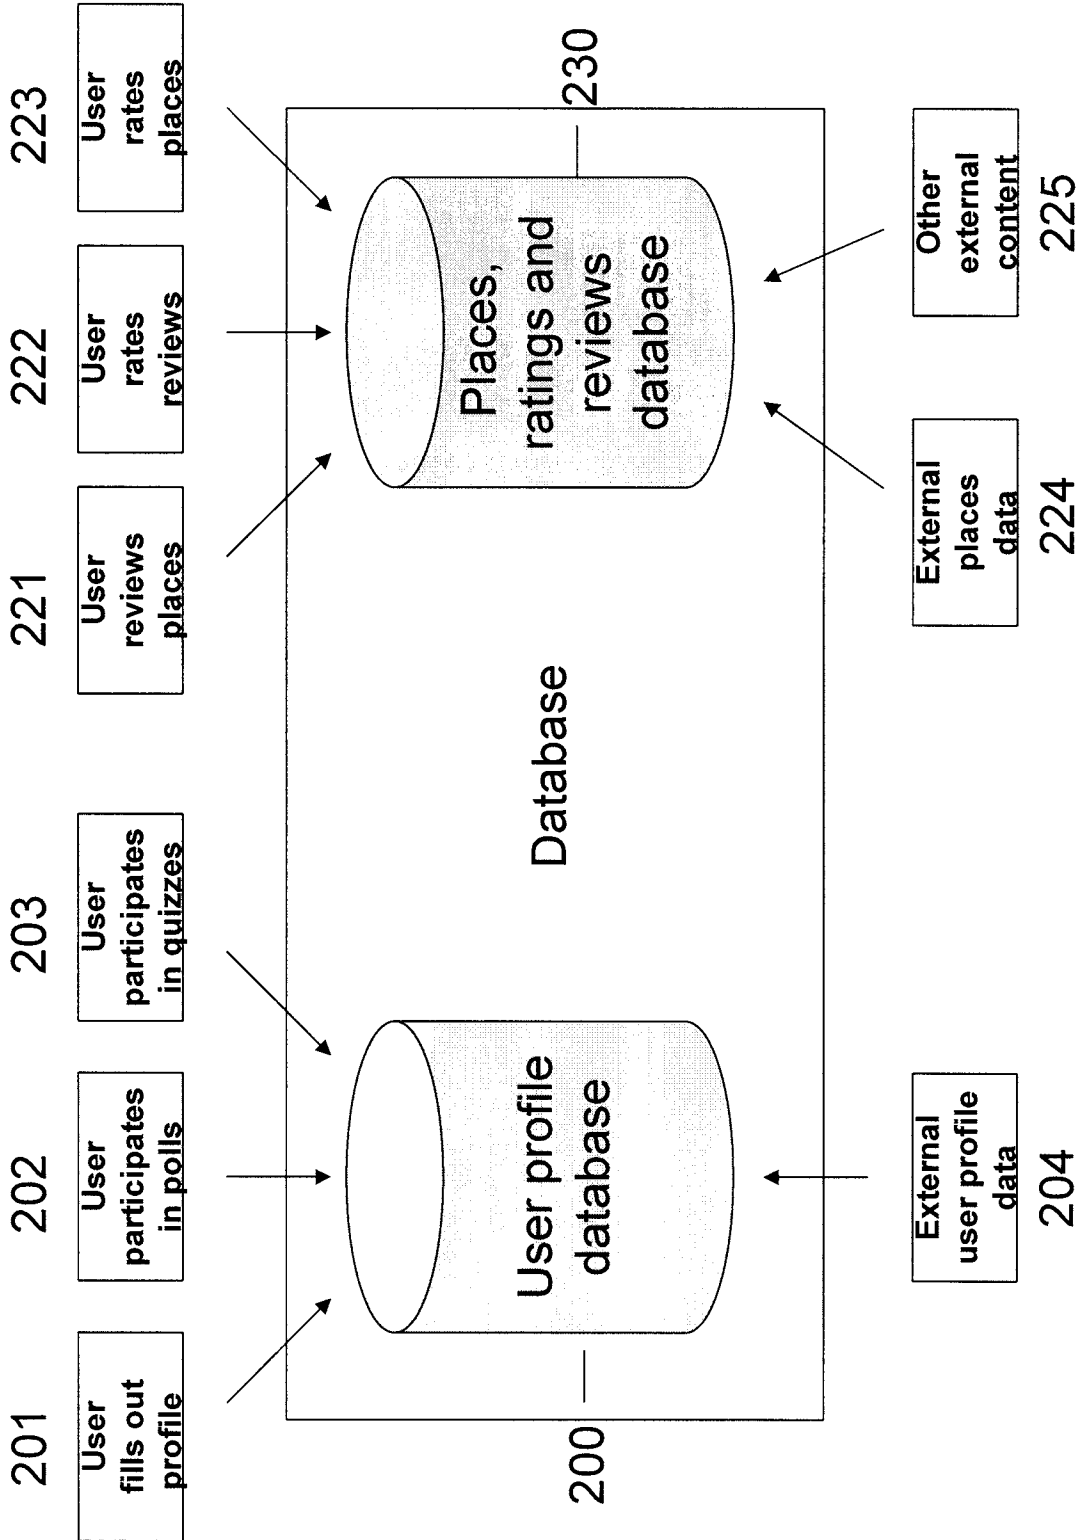 201
User
fills out
profile
202
User
participates
in polls
203
User
participates
in quizzes
221
User
reviews
places
222
User
rates
reviews
223
User
rates
places
200
User profile
database
Database
Places,
ratings and
reviews
database
230
External
user profile
data
204
External
places
data
224
Other
external
content
225